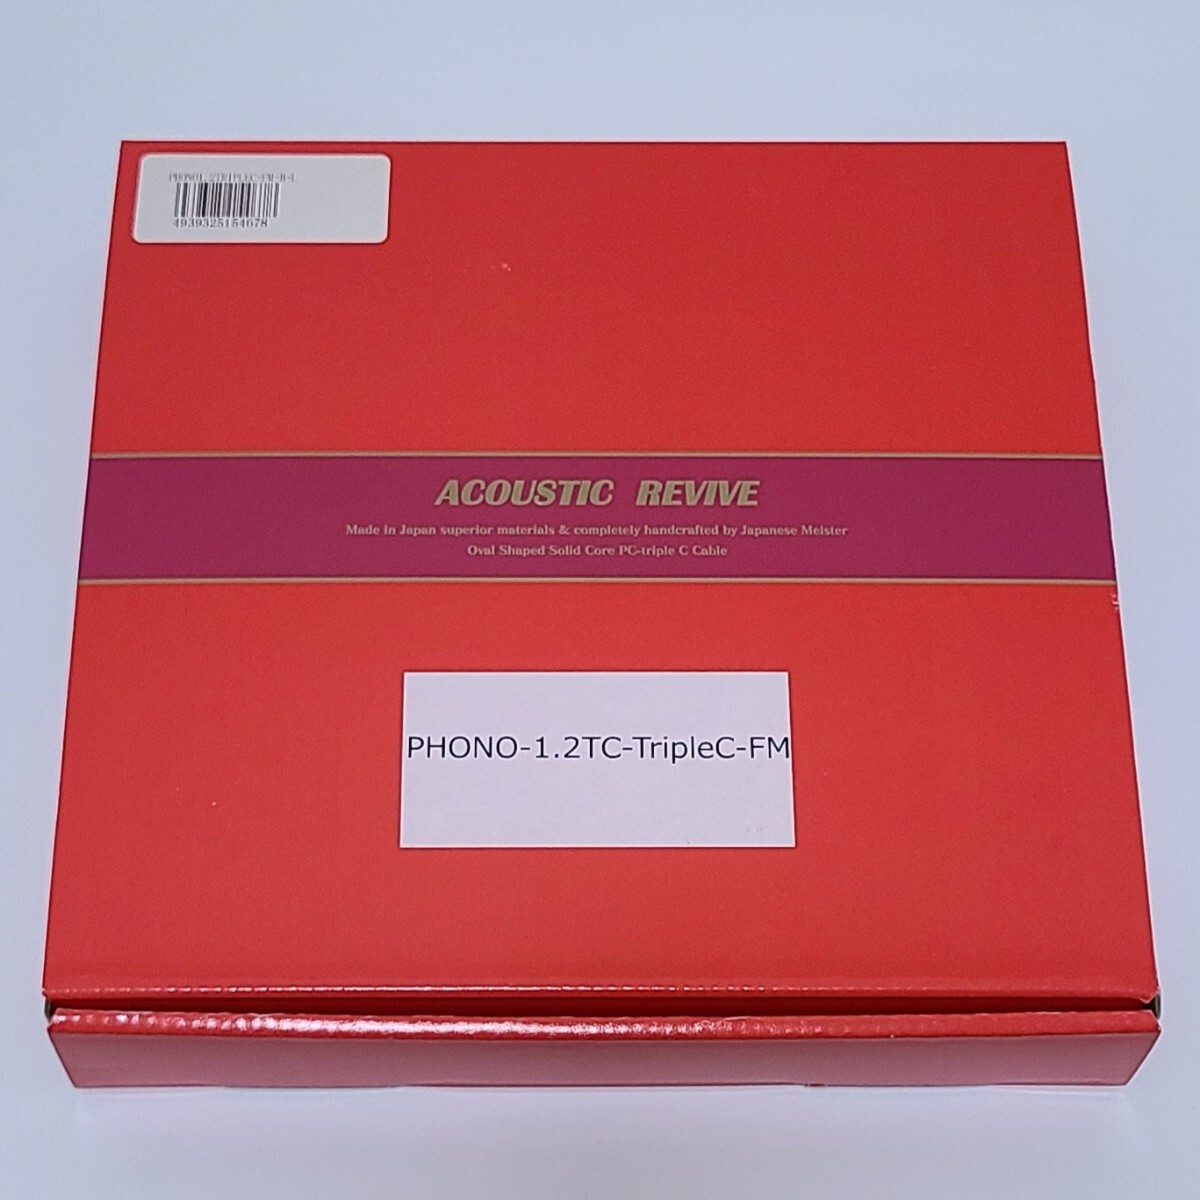 PHONO1.2TRIPLEC-FM-R-L
4939325154678
ACOUSTIC REVIVE
Made in Japan superior materials & completely handcrafted by Japanese Meister
Oval Shaped Solid Core PC-triple C Cable
PHONO-1.2TC-TripleC-FM